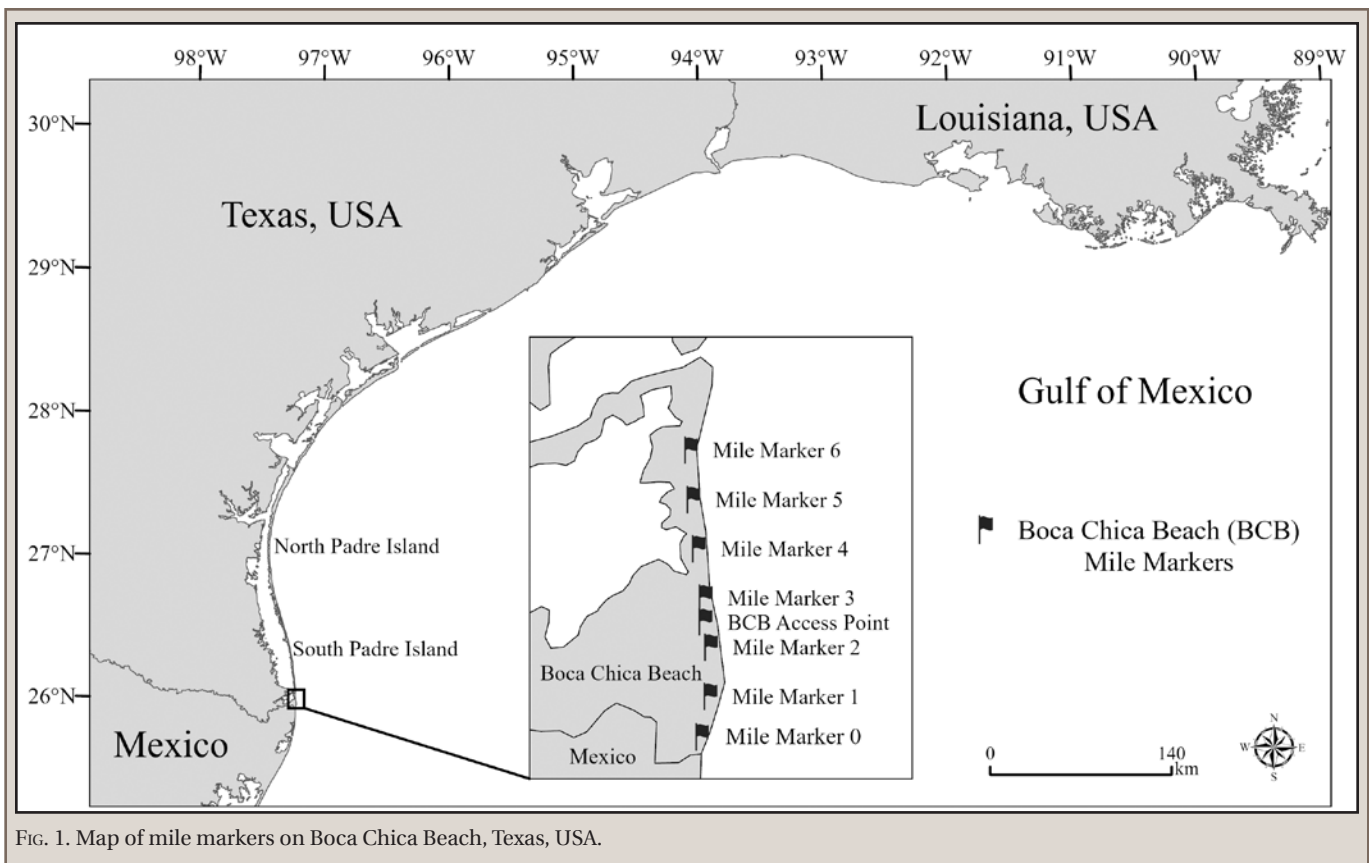 98°W 97°W 96°W 95°W 94°W 93°W 92°W 91°W 90°W 89°W
30°N
29°N
28°N
27°N
26°N
Louisiana, USA
Texas, USA
Gulf of Mexico
North Padre Island
South Padre Island
Mexico
Mile Marker 6
Mile Marker 5
Mile Marker 4
Mile Marker 3
BCB Access Point
Mile Marker 2
Boca Chica Beach
Mile Marker 1
Mile Marker 0
Mexico
Boca Chica Beach (BCB)
Mile Markers
0 140
km
N
W E
S
FIG. 1. Map of mile markers on Boca Chica Beach, Texas, USA.